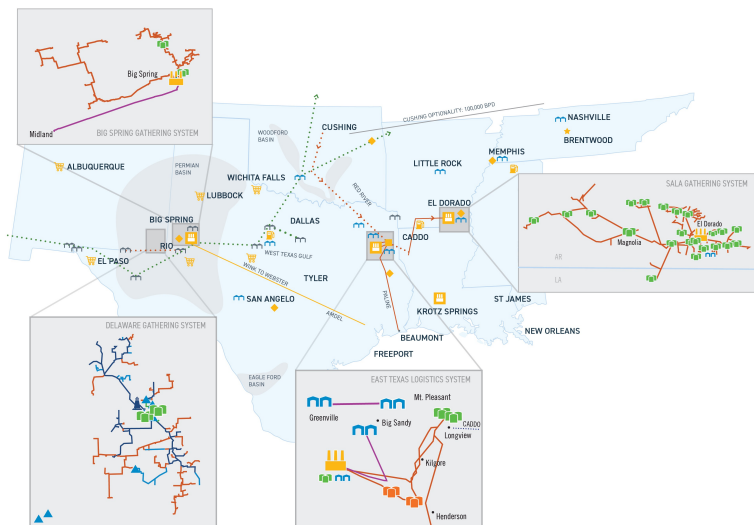 Big Spring
Midland
BIG SPRING GATHERING SYSTEM
CUSHING OPTIONALITY, 100,000 BPD
NASHVILLE
BRENTWOOD
WOODFORD
BASIN
CUSHING
MEMPHIS
LITTLE ROCK
ALBUQUERQUE
PERMIAN
BASIN
WICHITA FALLS
LUBBOCK
RED RIVER
SALA GATHERING SYSTEM
El Dorado
Magnolia
AR
LA
EL DORADO
BIG SPRING
DALLAS
CADDO
RIO
WEST TEXAS GULF
EL PASO
WINK TO WEBSTER
TYLER
PALINE
SAN ANGELO
AMDEL
KROTZ SPRINGS
ST JAMES
NEW ORLEANS
BEAUMONT
FREEPORT
EAGLE FORD
BASIN
DELAWARE GATHERING SYSTEM
EAST TEXAS LOGISTICS SYSTEM
Mt. Pleasant
Greenville
Big Sandy
CADDO
Longview
Kilgore
Henderson